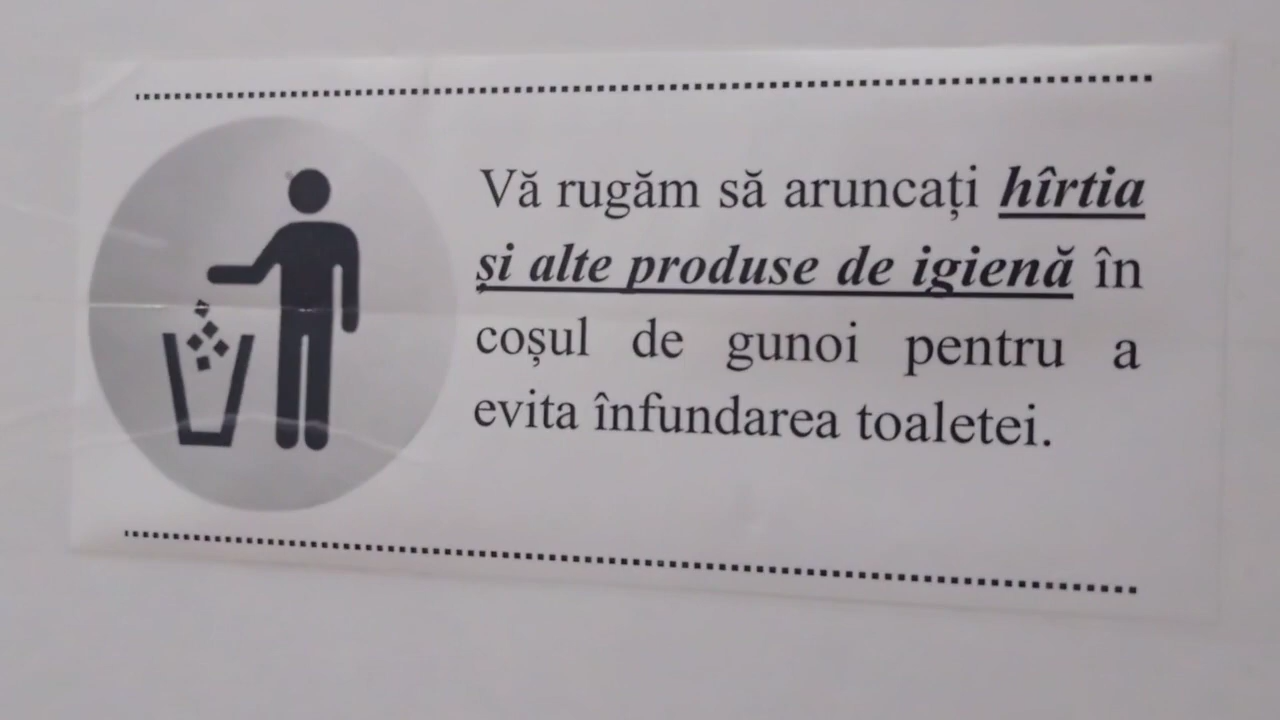 Vă rugăm să aruncați hîrtia
și alte produse de igienă în
coșul de gunoi pentru a
evita înfundarea toaletei.